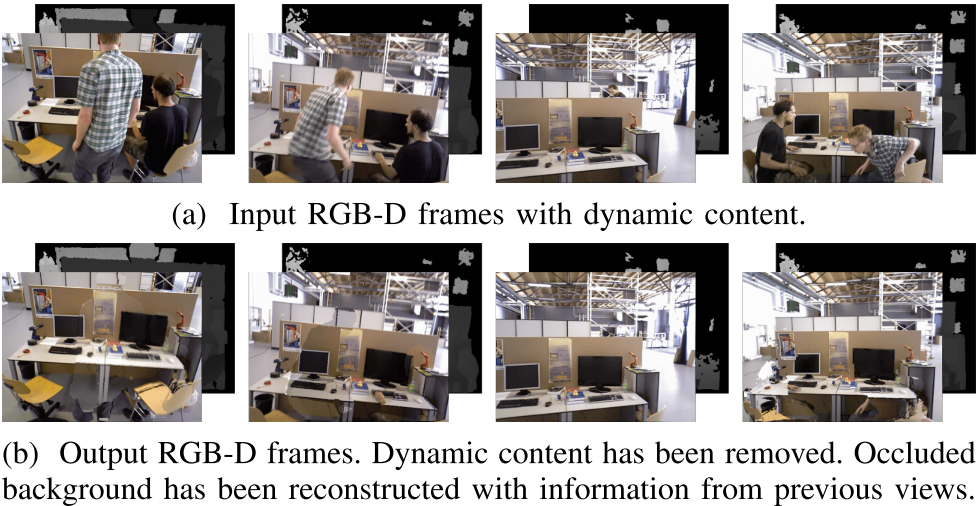 (a) Input RGB-D frames with dynamic content.
(b) Output RGB-D frames. Dynamic content has been removed. Occluded
background has been reconstructed with information from previous views.